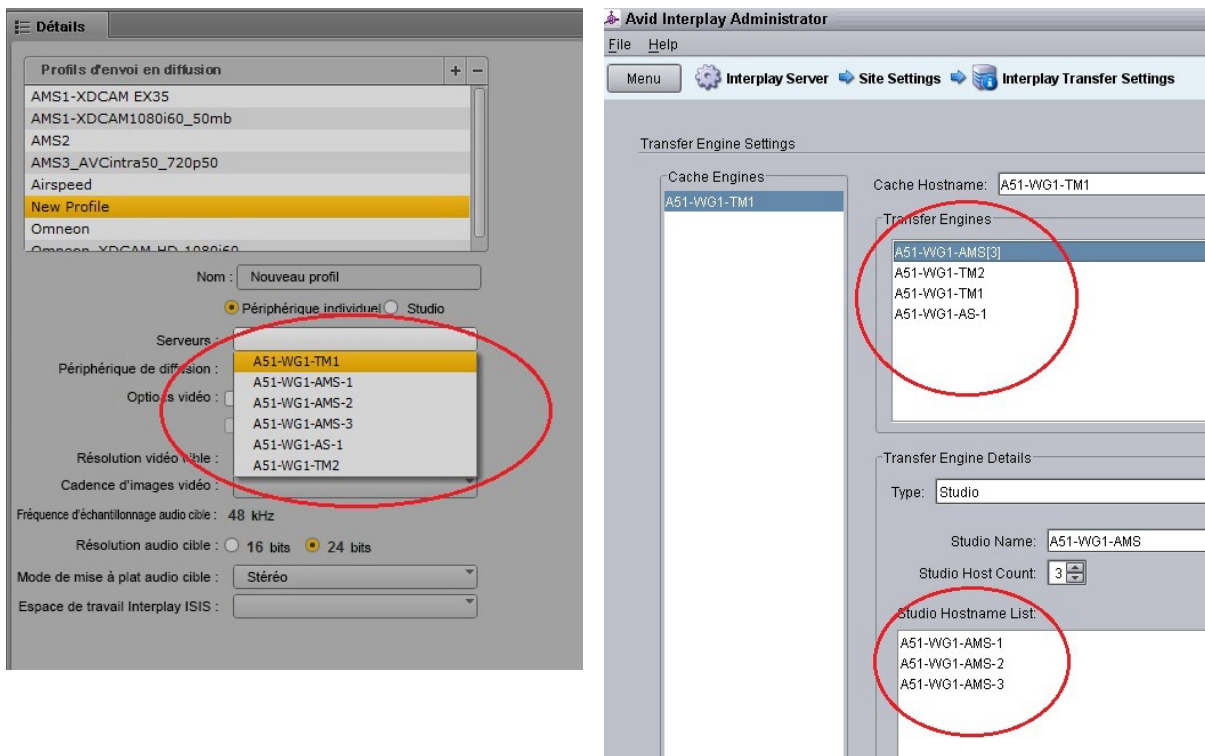 Détails
Profils d'envoi en diffusion + −
AMS1-XDCAM EX35
AMS1-XDCAM1080i60_50mb
AMS2
AMS3_AVCintra50_720p50
Airspeed
New Profile
Omneon
Omneon_XDCAM HD 1080i60
Nom : Nouveau profil
Périphérique individuel Studio
Serveurs :
Périphérique de diffusion :
Options vidéo :
A51-WG1-TM1
A51-WG1-AMS-1
A51-WG1-AMS-2
A51-WG1-AMS-3
A51-WG1-AS-1
A51-WG1-TM2
Résolution vidéo cible :
Cadence d'images vidéo :
Fréquence d'échantillonnage audio cible : 48 kHz
Résolution audio cible : 16 bits 24 bits
Mode de mise à plat audio cible : Stéréo
Espace de travail Interplay ISIS :
Avid Interplay Administrator
File Help
Menu Interplay Server Site Settings Interplay Transfer Settings
Transfer Engine Settings
Cache Engines
A51-WG1-TM1
Cache Hostname: A51-WG1-TM1
Transfer Engines
A51-WG1-AMS[3]
A51-WG1-TM2
A51-WG1-TM1
A51-WG1-AS-1
Transfer Engine Details
Type: Studio
Studio Name: A51-WG1-AMS
Studio Host Count: 3
Studio Hostname List:
A51-WG1-AMS-1
A51-WG1-AMS-2
A51-WG1-AMS-3